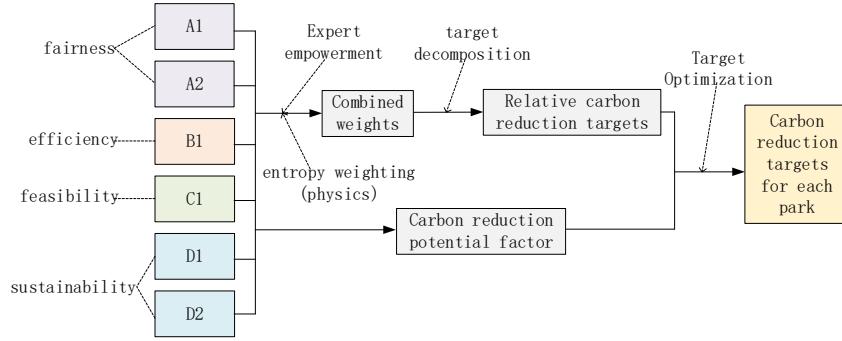 fairness
A1
A2
efficiency
B1
feasibility
C1
sustainability
D1
D2
Expert
empowerment
entropy weighting
(physics)
Combined
weights
target
decomposition
Relative carbon
reduction targets
Carbon reduction
potential factor
Target
Optimization
Carbon
reduction
targets
for each
park